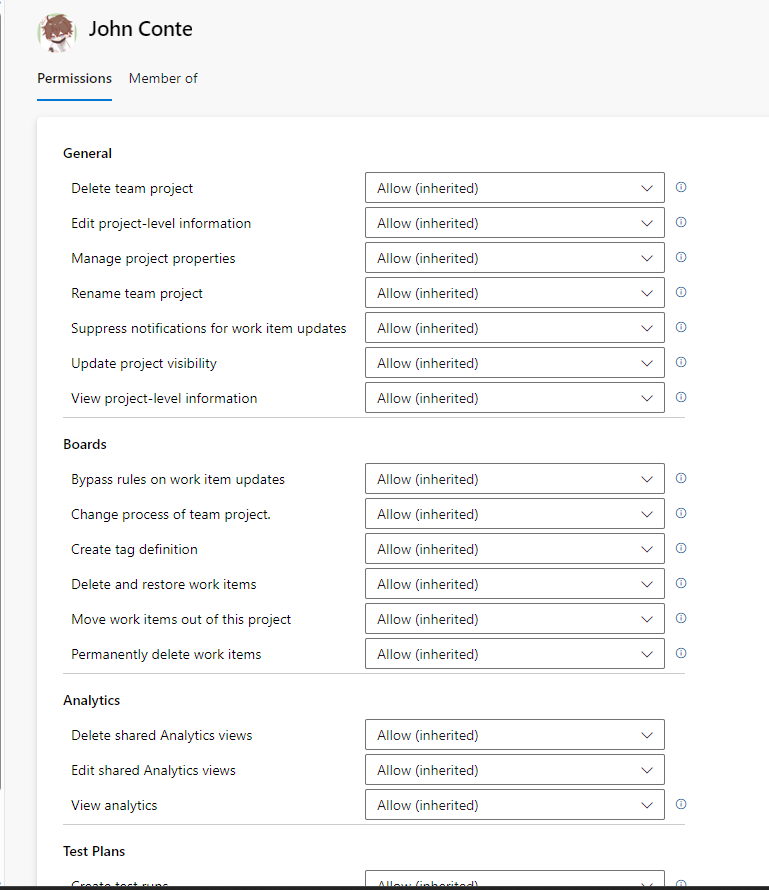 John Conte
Permissions Member of
General
Delete team project Allow (inherited)
Edit project-level information Allow (inherited)
Manage project properties Allow (inherited)
Rename team project Allow (inherited)
Suppress notifications for work item updates Allow (inherited)
Update project visibility Allow (inherited)
View project-level information Allow (inherited)
Boards
Bypass rules on work item updates Allow (inherited)
Change process of team project. Allow (inherited)
Create tag definition Allow (inherited)
Delete and restore work items Allow (inherited)
Move work items out of this project Allow (inherited)
Permanently delete work items Allow (inherited)
Analytics
Delete shared Analytics views Allow (inherited)
Edit shared Analytics views Allow (inherited)
View analytics Allow (inherited)
Test Plans
Create test runs Allow (inherited)